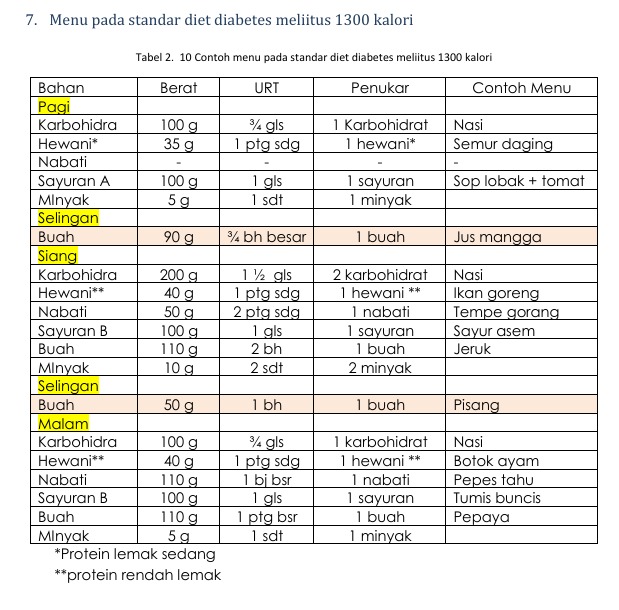 7. Menu pada standar diet diabetes meliitus 1300 kalori
Tabel 2. 10 Contoh menu pada standar diet diabetes meliitus 1300 kalori
Bahan Berat URT Penukar Contoh Menu
Pagi
Karbohidra 100 g ¾ gls 1 Karbohidrat Nasi
Hewani* 35 g 1 ptg sdg 1 hewani* Semur daging
Nabati - - - -
Sayuran A 100 g 1 gls 1 sayuran Sop lobak + tomat
MInyak 5 g 1 sdt 1 minyak
Selingan
Buah 90 g ¾ bh besar 1 buah Jus mangga
Siang
Karbohidra 200 g 1 ½ gls 2 karbohidrat Nasi
Hewani** 40 g 1 ptg sdg 1 hewani ** Ikan goreng
Nabati 50 g 2 ptg sdg 1 nabati Tempe gorang
Sayuran B 100 g 1 gls 1 sayuran Sayur asem
Buah 110 g 2 bh 1 buah Jeruk
MInyak 10 g 2 sdt 2 minyak
Selingan
Buah 50 g 1 bh 1 buah Pisang
Malam
Karbohidra 100 g ¾ gls 1 karbohidrat Nasi
Hewani** 40 g 1 ptg sdg 1 hewani ** Botok ayam
Nabati 110 g 1 bj bsr 1 nabati Pepes tahu
Sayuran B 100 g 1 gls 1 sayuran Tumis buncis
Buah 110 g 1 ptg bsr 1 buah Pepaya
MInyak 5 g 1 sdt 1 minyak
*Protein lemak sedang
**protein rendah lemak